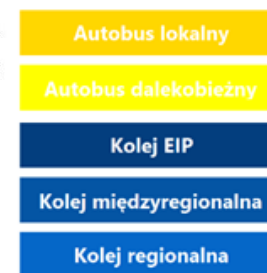 Autobus lokalny
Autobus dalekobieżny
Kolej EIP
Kolej międzyregionalna
Kolej regionalna